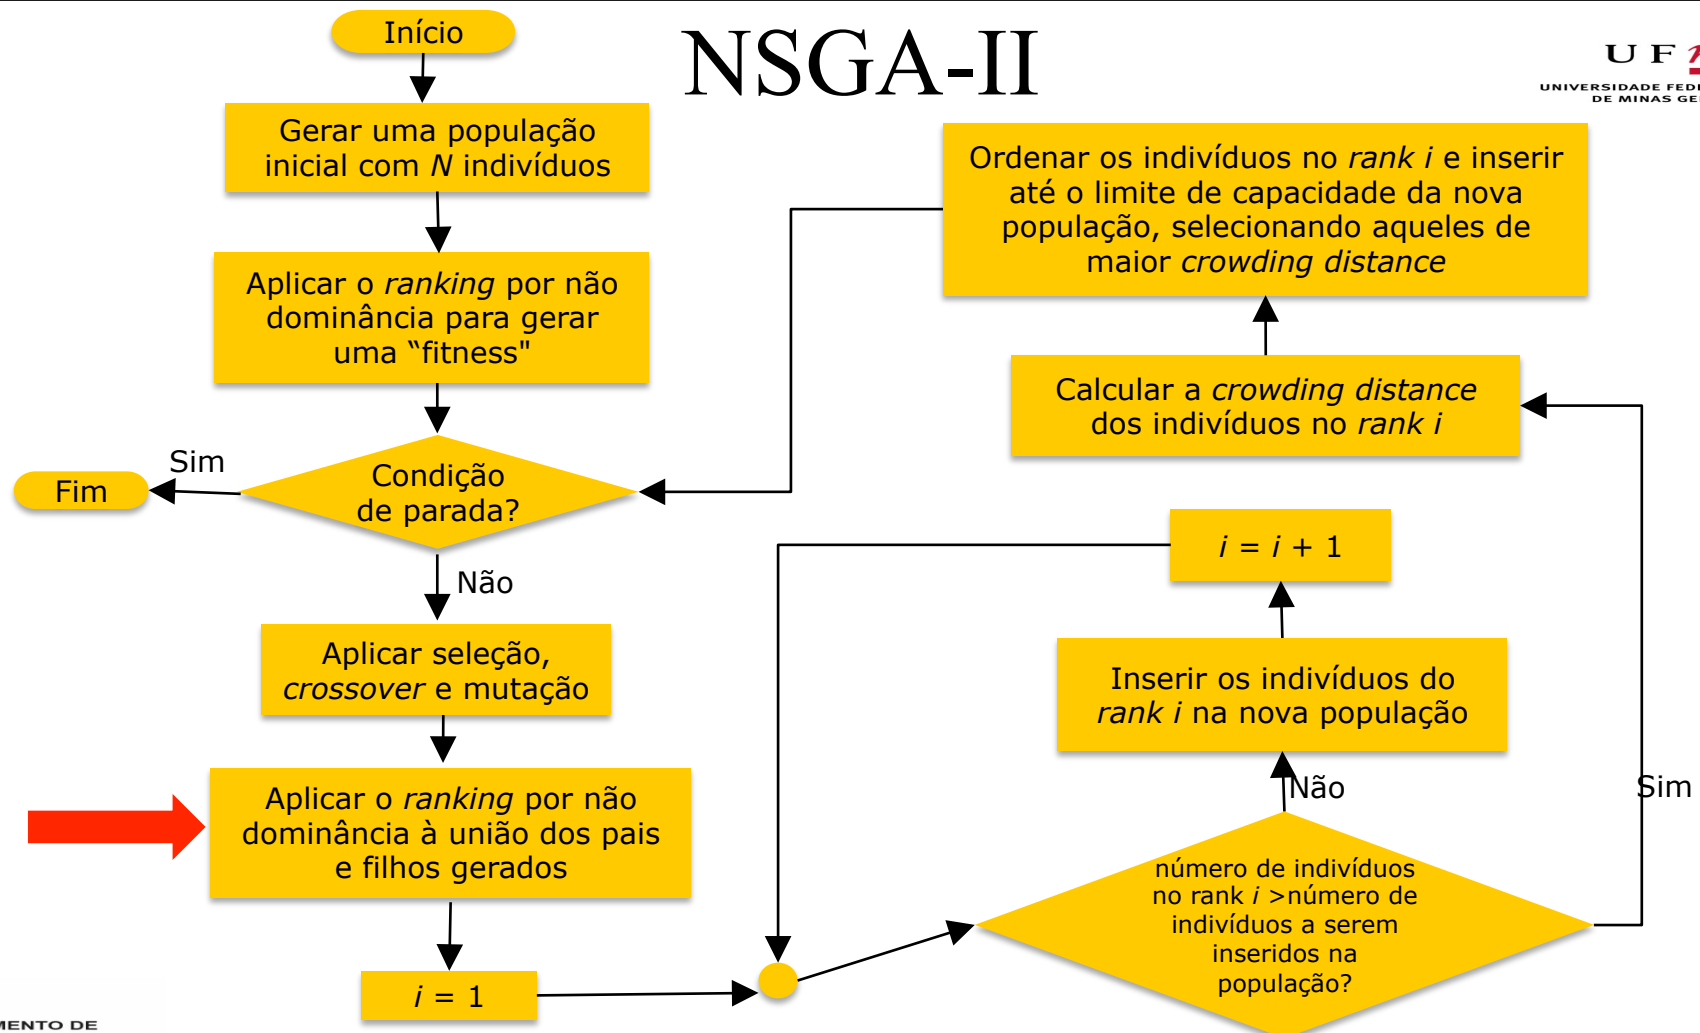 Início
NSGA-II
U F
UNIVERSIDADE FED
DE MINAS GE
Gerar uma população
inicial com N indivíduos
Aplicar o ranking por não
dominância para gerar
uma “fitness"
Sim
Fim
Condição
de parada?
Não
Aplicar seleção,
crossover e mutação
Aplicar o ranking por não
dominância à união dos pais
e filhos gerados
i = 1
Ordenar os indivíduos no rank i e inserir
até o limite de capacidade da nova
população, selecionando aqueles de
maior crowding distance
Calcular a crowding distance
dos indivíduos no rank i
i = i + 1
Inserir os indivíduos do
rank i na nova população
Não
Sim
número de indivíduos
no rank i >número de
indivíduos a serem
inseridos na
população?
MENTO DE